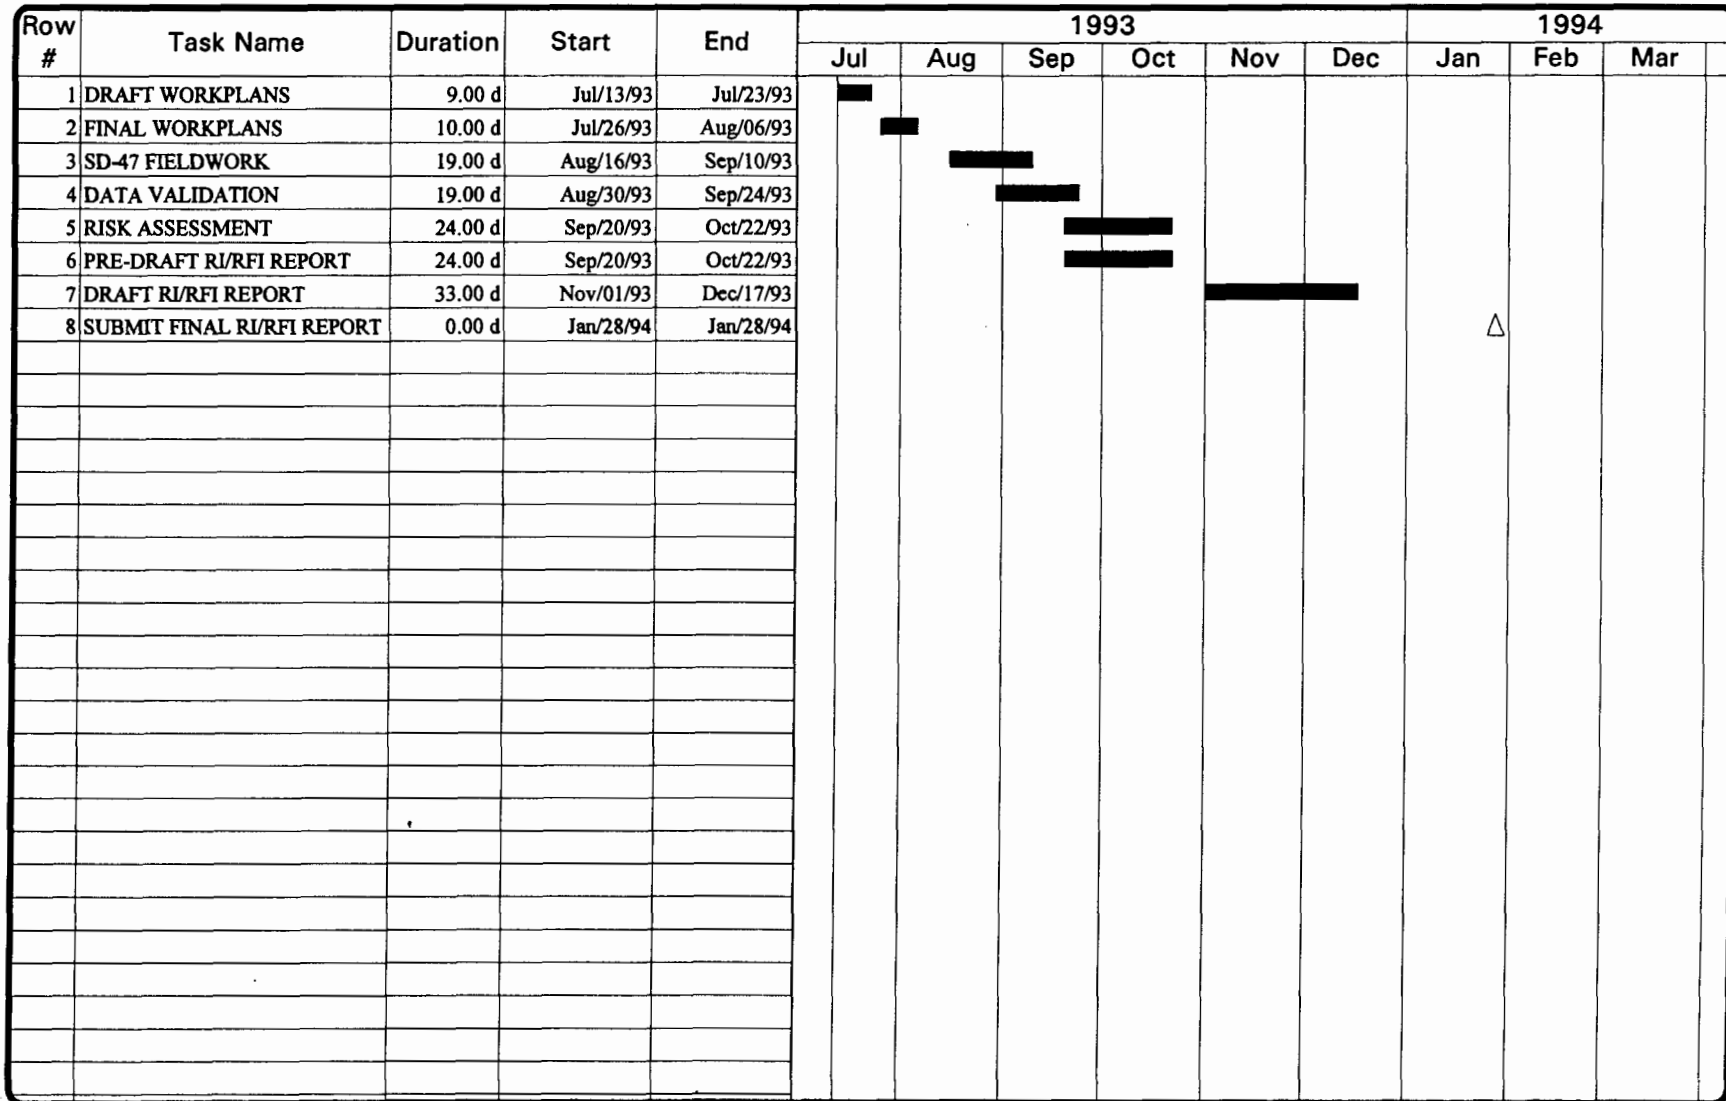 Row # Task Name Duration Start End 1993 1994
Jul Aug Sep Oct Nov Dec Jan Feb Mar
1 DRAFT WORKPLANS 9.00 d Jul/13/93 Jul/23/93
2 FINAL WORKPLANS 10.00 d Jul/26/93 Aug/06/93
3 SD-47 FIELDWORK 19.00 d Aug/16/93 Sep/10/93
4 DATA VALIDATION 19.00 d Aug/30/93 Sep/24/93
5 RISK ASSESSMENT 24.00 d Sep/20/93 Oct/22/93
6 PRE-DRAFT RI/RFI REPORT 24.00 d Sep/20/93 Oct/22/93
7 DRAFT RI/RFI REPORT 33.00 d Nov/01/93 Dec/17/93
8 SUBMIT FINAL RI/RFI REPORT 0.00 d Jan/28/94 Jan/28/94